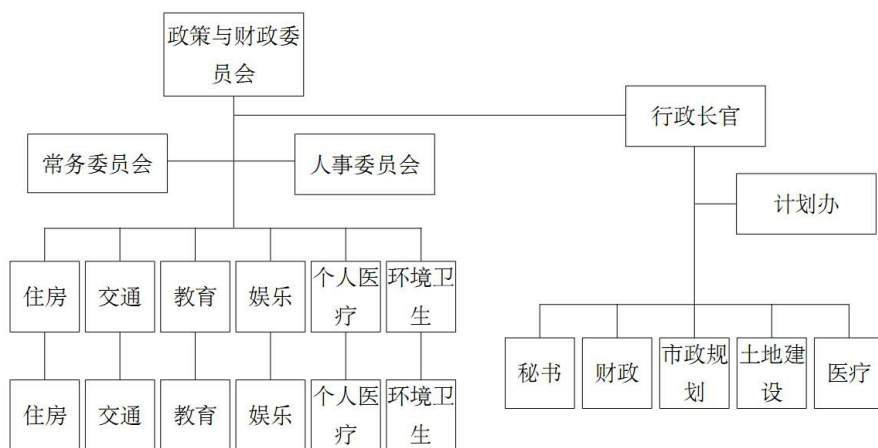 政策与财政委
员会
行政长官
常务委员会
人事委员会
计划办
住房
交通
教育
娱乐
个人医
疗
环境卫
生
秘书
财政
市政规
划
土地建
设
医疗
住房
交通
教育
娱乐
个人医
疗
环境卫
生